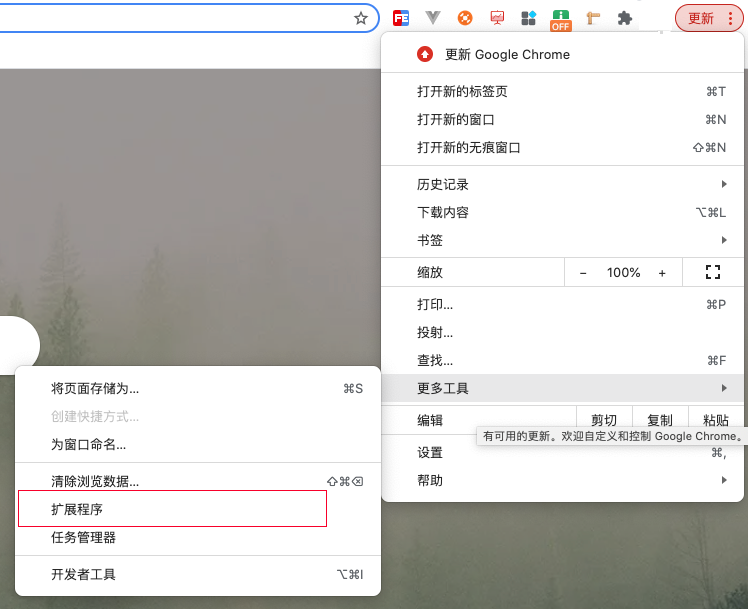 FE
OFF
更新
更新 Google Chrome
打开新的标签页 ⌘T
打开新的窗口 ⌘N
打开新的无痕窗口 ⇧⌘N
历史记录
下载内容 ⌥⌘L
书签
缩放 − 100% +
打印... ⌘P
投射...
查找... ⌘F
更多工具
编辑 剪切 复制 粘贴
有可用的更新。欢迎自定义和控制 Google Chrome。
设置 ⌘,
帮助
将页面存储为... ⌘S
创建快捷方式...
为窗口命名...
清除浏览数据... ⇧⌘⌫
扩展程序
任务管理器
开发者工具 ⌥⌘I